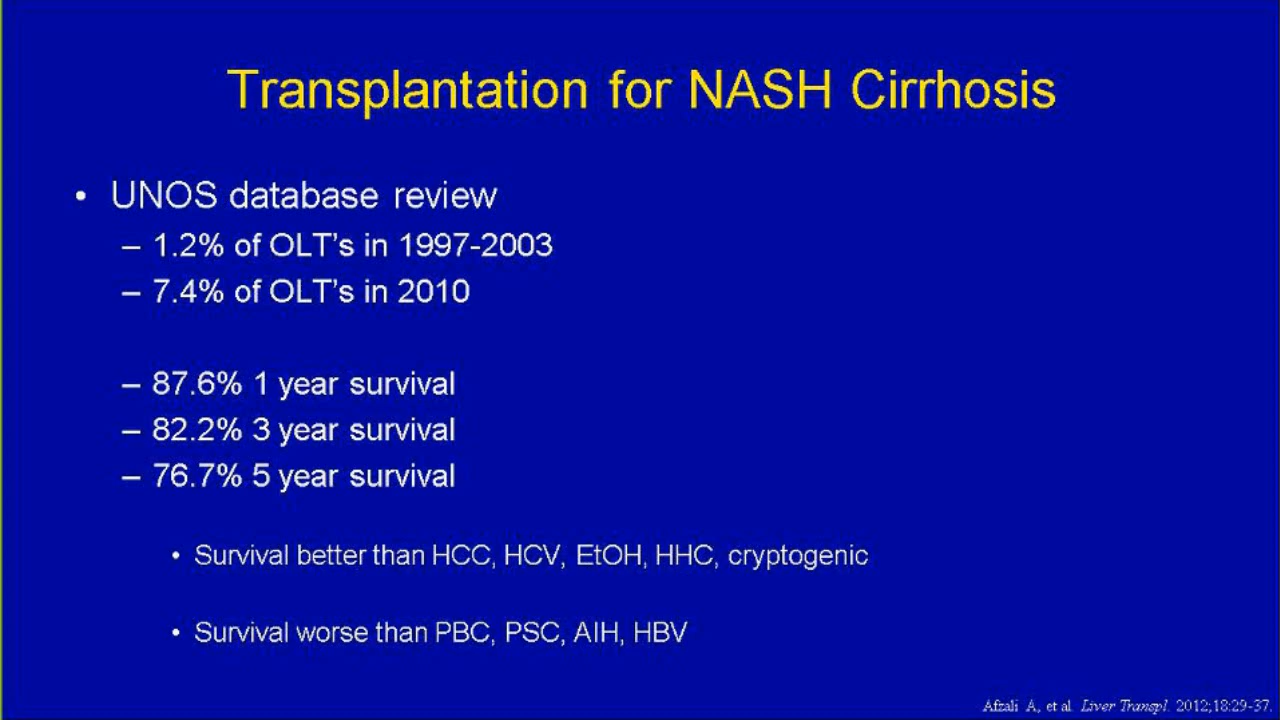 Transplantation for NASH Cirrhosis
• UNOS database review
– 1.2% of OLT's in 1997-2003
– 7.4% of OLT's in 2010
– 87.6% 1 year survival
– 82.2% 3 year survival
– 76.7% 5 year survival
• Survival better than HCC, HCV, EtOH, HHC, cryptogenic
• Survival worse than PBC, PSC, AIH, HBV
Afzali A, et al. Liver Transpl. 2012;18:29-37.